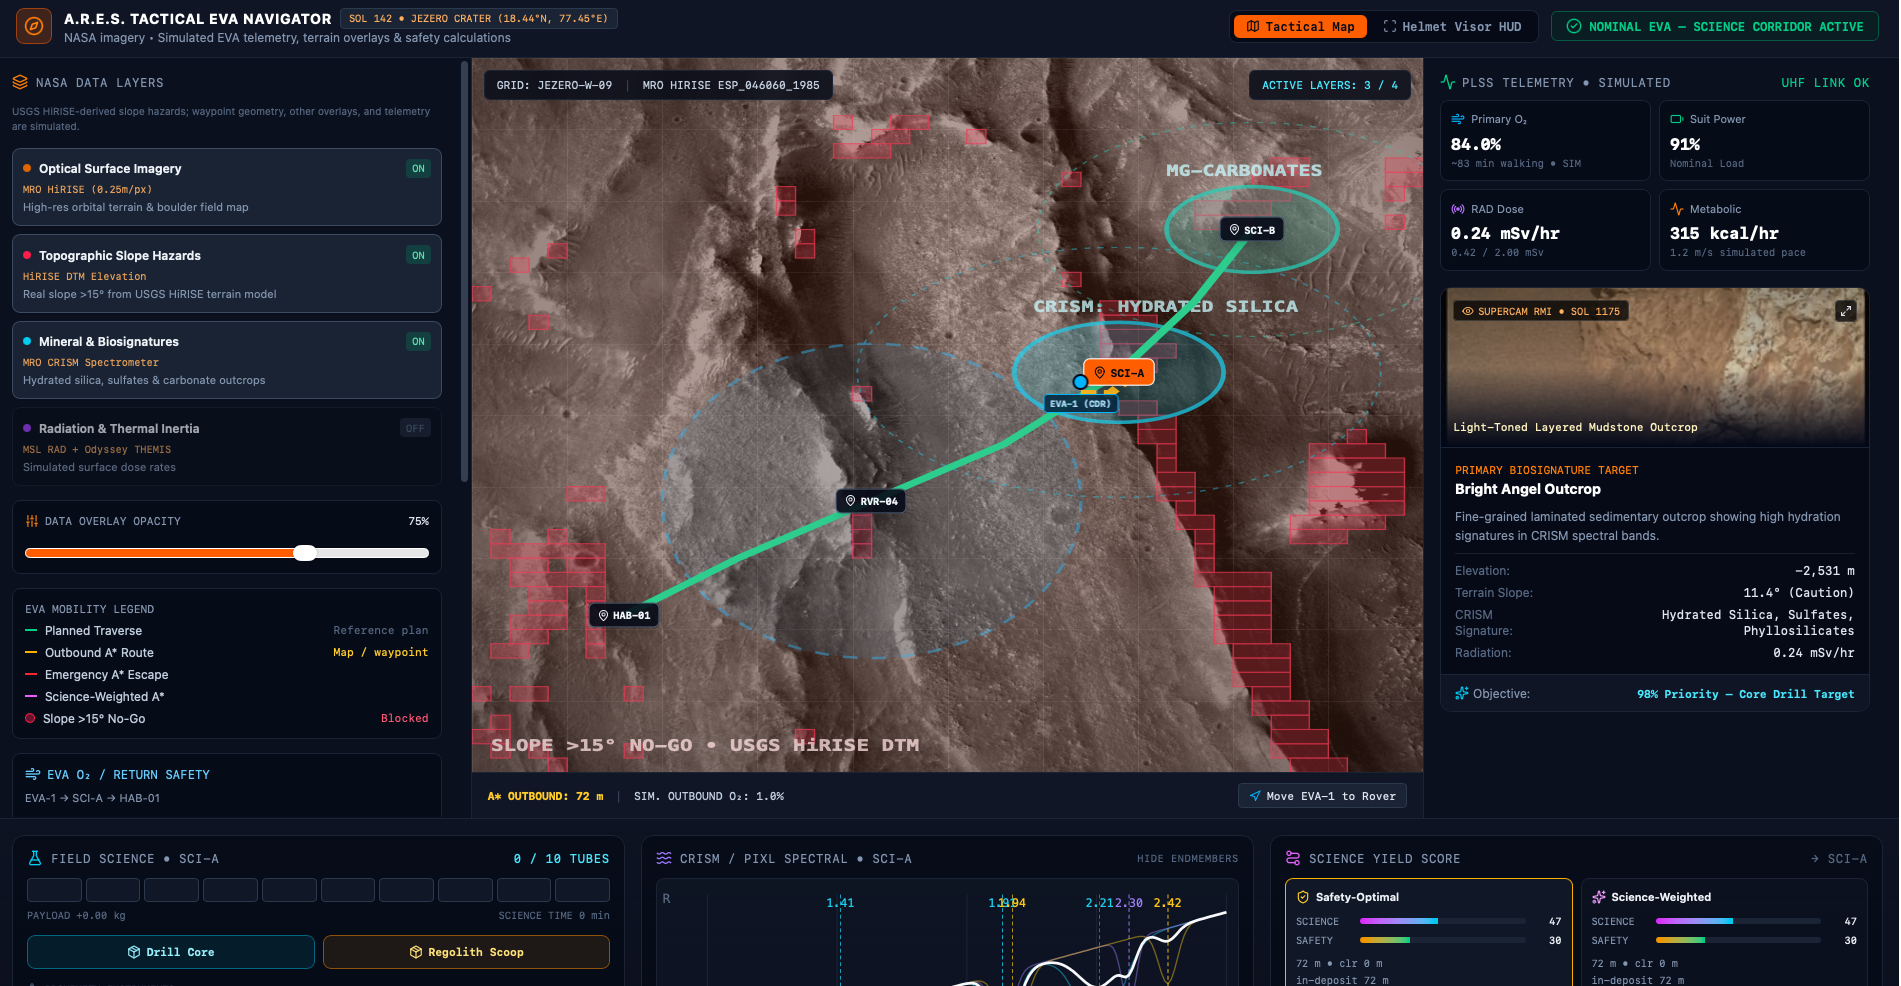 A.R.E.S. TACTICAL EVA NAVIGATOR
SOL 142 • JEZERO CRATER (18.44°N, 77.45°E)
NASA imagery • Simulated EVA telemetry, terrain overlays & safety calculations
Tactical Map
Helmet Visor HUD
NOMINAL EVA — SCIENCE CORRIDOR ACTIVE
NASA DATA LAYERS
USGS HiRISE-derived slope hazards; waypoint geometry, other overlays, and telemetry
are simulated.
Optical Surface Imagery ON
MRO HiRISE (0.25m/px)
High-res orbital terrain & boulder field map
Topographic Slope Hazards ON
HiRISE DTM Elevation
Real slope >15° from USGS HiRISE terrain model
Mineral & Biosignatures ON
MRO CRISM Spectrometer
Hydrated silica, sulfates & carbonate outcrops
Radiation & Thermal Inertia OFF
MSL RAD + Odyssey THEMIS
Simulated surface dose rates
DATA OVERLAY OPACITY 75%
EVA MOBILITY LEGEND
Planned Traverse Reference plan
Outbound A* Route Map / waypoint
Emergency A* Escape
Science-Weighted A*
Slope >15° No-Go Blocked
EVA O₂ / RETURN SAFETY
EVA-1 → SCI-A → HAB-01
GRID: JEZERO-W-09 | MRO HIRISE ESP_046060_1985
ACTIVE LAYERS: 3 / 4
MG-CARBONATES
SCI-B
CRISM: HYDRATED SILICA
SCI-A
EVA-1 (CDR)
RVR-04
HAB-01
SLOPE >15° NO-GO • USGS HiRISE DTM
A* OUTBOUND: 72 m | SIM. OUTBOUND O₂: 1.0%
Move EVA-1 to Rover
PLSS TELEMETRY • SIMULATED UHF LINK OK
Primary O₂
84.0%
~83 min walking • SIM
Suit Power
91%
Nominal Load
RAD Dose
0.24 mSv/hr
0.42 / 2.00 mSv
Metabolic
315 kcal/hr
1.2 m/s simulated pace
SUPERCAM RMI • SOL 1175
Light-Toned Layered Mudstone Outcrop
PRIMARY BIOSIGNATURE TARGET
Bright Angel Outcrop
Fine-grained laminated sedimentary outcrop showing high hydration
signatures in CRISM spectral bands.
Elevation: −2,531 m
Terrain Slope: 11.4° (Caution)
CRISM Hydrated Silica, Sulfates,
Signature: Phyllosilicates
Radiation: 0.24 mSv/hr
Objective: 98% Priority — Core Drill Target
FIELD SCIENCE • SCI-A 0 / 10 TUBES
PAYLOAD +0.00 kg SCIENCE TIME 0 min
Drill Core
Regolith Scoop
CRISM / PIXL SPECTRAL • SCI-A HIDE ENDMEMBERS
R
1.41 1.94 2.21 2.30 2.42
SCIENCE YIELD SCORE → SCI-A
Safety-Optimal
SCIENCE 47
SAFETY 30
72 m • clr 0 m
in-deposit 72 m
Science-Weighted
SCIENCE 47
SAFETY 30
72 m • clr 0 m
in-deposit 72 m